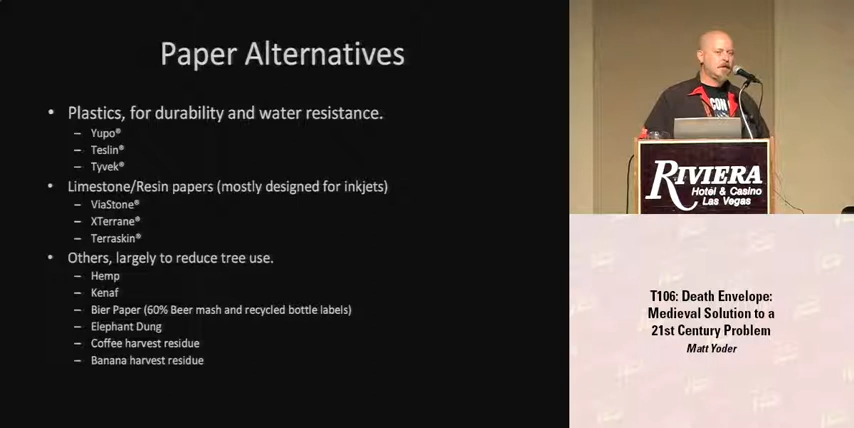 Paper Alternatives
• Plastics, for durability and water resistance.
– Yupo®
– Teslin®
– Tyvek®
• Limestone/Resin papers (mostly designed for inkjets)
– ViaStone®
– XTerrane®
– Terraskin®
• Others, largely to reduce tree use.
– Hemp
– Kenaf
– Bier Paper (60% Beer mash and recycled bottle labels)
– Elephant Dung
– Coffee harvest residue
– Banana harvest residue
CON
RIVIERA
Hotel & Casino
Las Vegas
T106: Death Envelope:
Medieval Solution to a
21st Century Problem
Matt Yoder